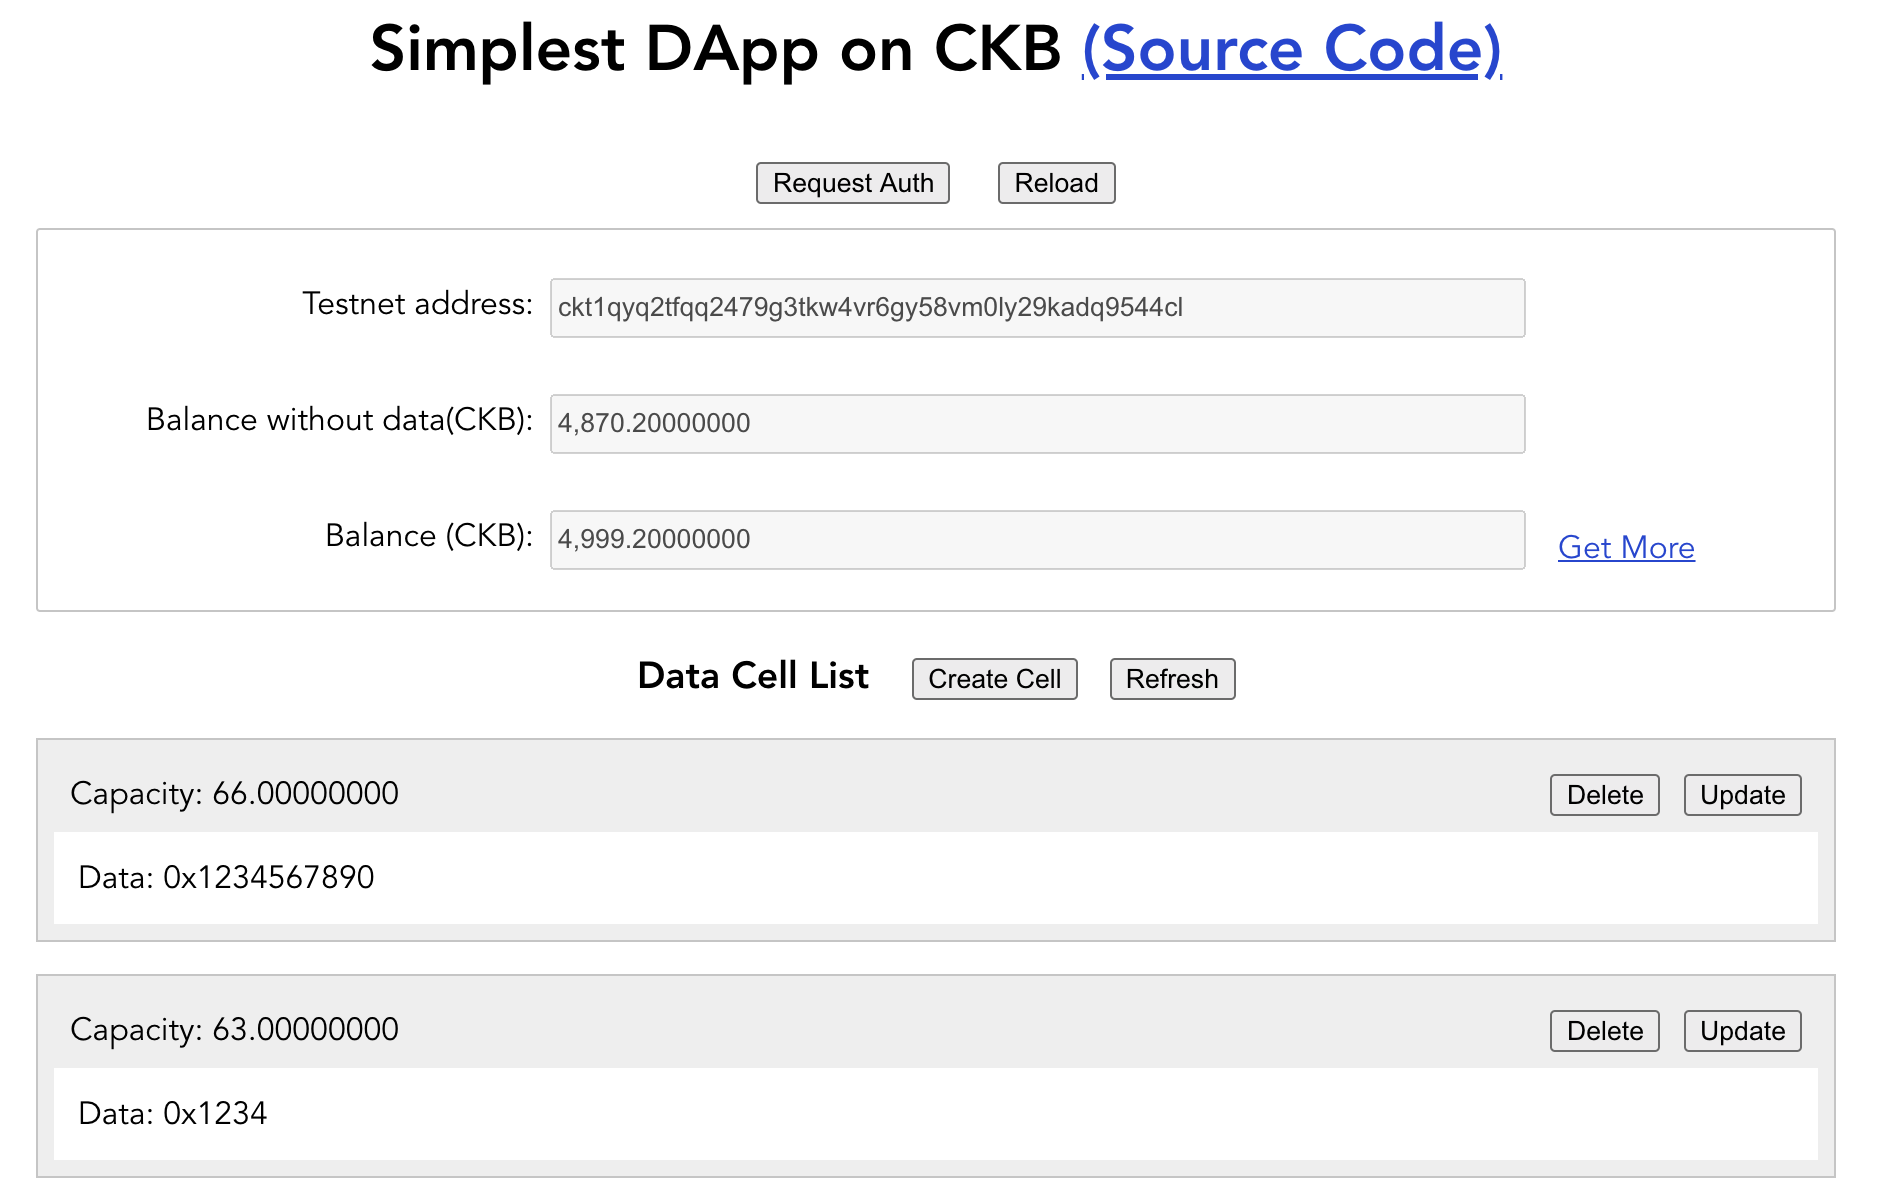 Simplest DApp on CKB (Source Code)
Request Auth Reload
Testnet address: ckt1qyq2tfqq2479g3tkw4vr6gy58vm0ly29kadq9544cl
Balance without data(CKB): 4,870.20000000
Balance (CKB): 4,999.20000000 Get More
Data Cell List Create Cell Refresh
Capacity: 66.00000000 Delete Update
Data: 0x1234567890
Capacity: 63.00000000 Delete Update
Data: 0x1234